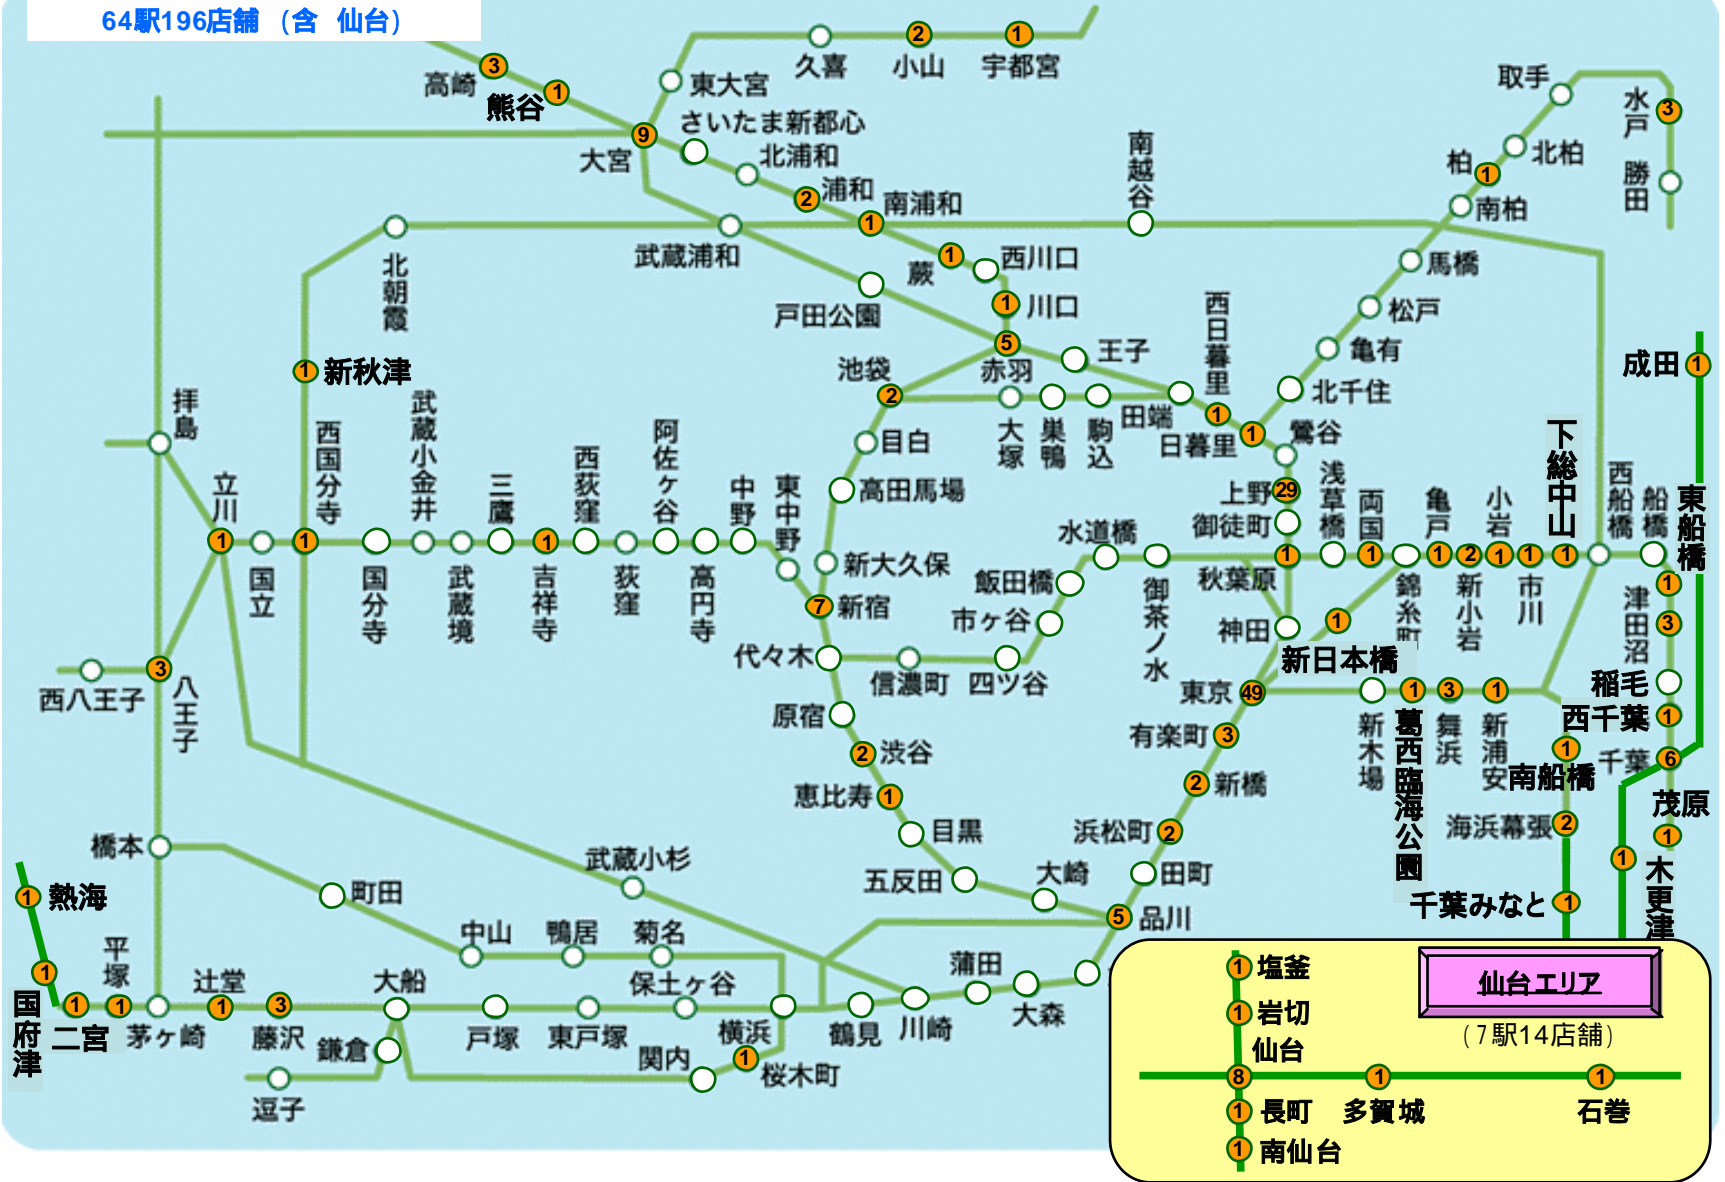 64駅196店舗 (含 仙台)
久喜
小山
2
宇都宮
1
高崎
3
熊谷
1
東大宮
さいたま新都心
大宮
9
北浦和
浦和
2
南浦和
1
南越谷
取手
水戸
3
勝田
北柏
柏
1
南柏
馬橋
松戸
亀有
北千住
北朝霞
武蔵浦和
戸田公園
蕨
1
西川口
川口
1
赤羽
5
王子
西日暮里
1
池袋
2
大塚
巣鴨
駒込
田端
日暮里
1
鶯谷
新秋津
1
成田
1
拝島
目白
高田馬場
新大久保
新宿
7
上野
29
御徒町
立川
1
国立
西国分寺
1
国分寺
武蔵小金井
武蔵境
三鷹
吉祥寺
1
西荻窪
荻窪
阿佐ヶ谷
高円寺
中野
東中野
水道橋
飯田橋
市ヶ谷
御茶ノ水
秋葉原
1
浅草橋
両国
1
錦糸町
亀戸
1
新小岩
2
小岩
1
市川
1
下総中山
1
西船橋
船橋
東船橋
1
津田沼
3
稲毛
西千葉
1
千葉
6
茂原
1
木更津
1
神田
新日本橋
1
代々木
信濃町
四ツ谷
東京
49
新木場
葛西臨海公園
1
舞浜
3
新浦安
1
南船橋
1
海浜幕張
2
千葉みなと
1
西八王子
八王子
3
原宿
渋谷
2
恵比寿
1
目黒
五反田
大崎
有楽町
3
新橋
2
浜松町
2
田町
品川
5
橋本
町田
武蔵小杉
中山
鴨居
菊名
熱海
1
国府津
1
二宮
1
平塚
1
茅ヶ崎
辻堂
1
藤沢
3
大船
鎌倉
逗子
戸塚
東戸塚
保土ヶ谷
横浜
関内
桜木町
1
鶴見
川崎
蒲田
大森
仙台エリア
(7駅14店舗)
塩釜
1
岩切
1
仙台
8
長町
1
南仙台
1
多賀城
1
石巻
1